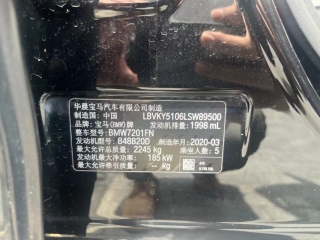 华晨宝马汽车有限公司制造
制造国：中国 LBVKY5106LSW89500
品牌：宝马(BMW)牌 发动机排量：1998 mL
整车型号：BMW7201FN
发动机型号：B48B20D 制造年月：2020-03
最大允许总质量：2245 kg 乘坐人数：5
发动机最大净功率：185 kW
最大允许牵引质量：-- kg